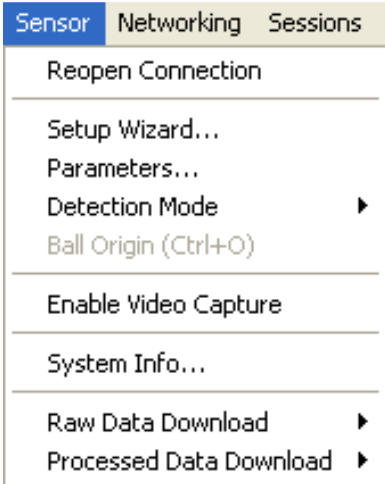 Sensor Networking Sessions
Reopen Connection
Setup Wizard...
Parameters...
Detection Mode
Ball Origin (Ctrl+O)
Enable Video Capture
System Info...
Raw Data Download
Processed Data Download